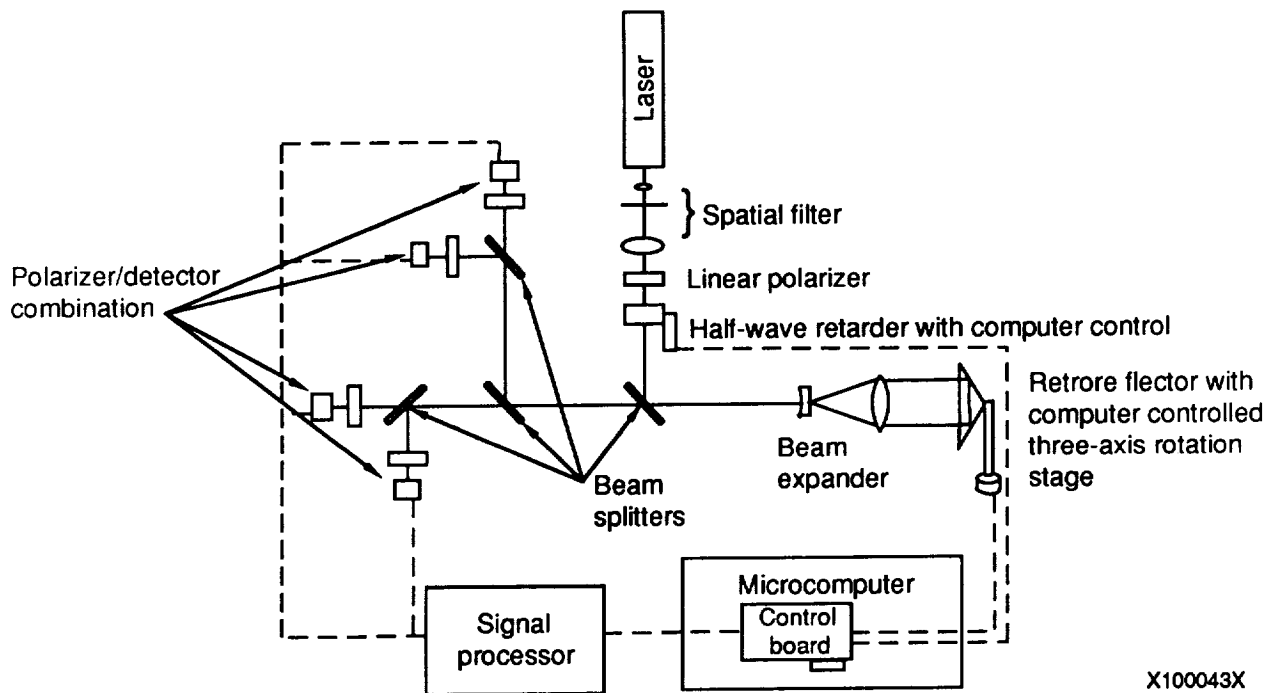 Laser
Spatial filter
Linear polarizer
Half-wave retarder with computer control
Polarizer/detector
combination
Retrore flector with
computer controlled
three-axis rotation
stage
Beam
expander
Beam
splitters
Microcomputer
Control
board
Signal
processor
X100043X